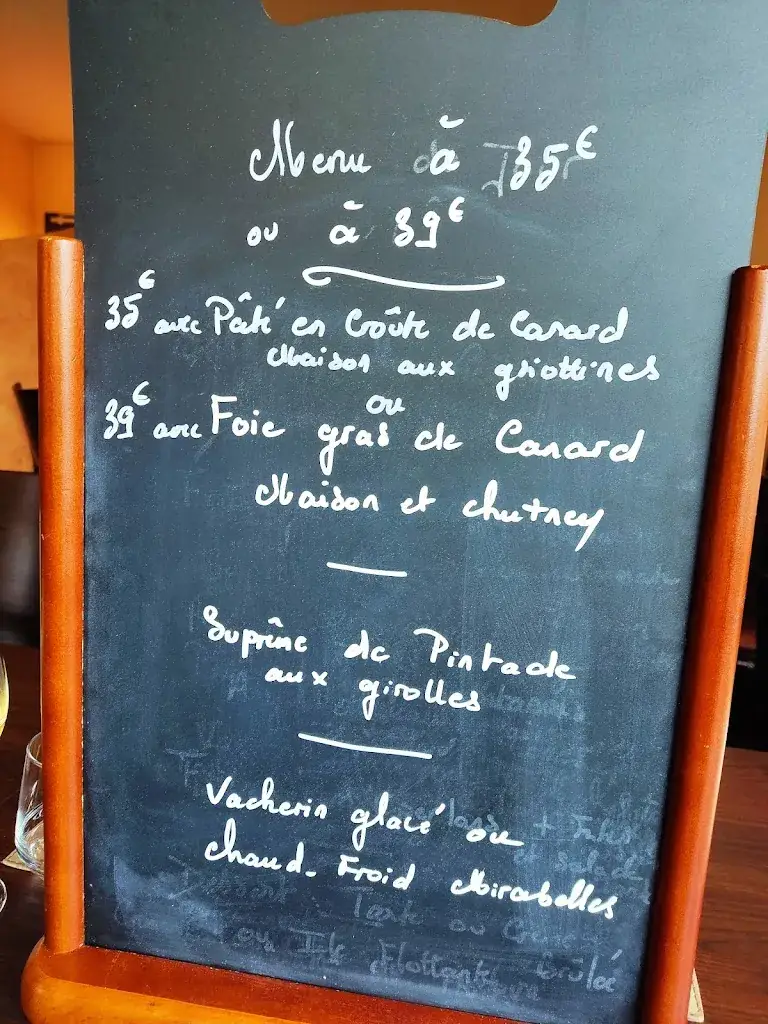 Menu à 35€
ou à 39€
35€ avec Pâté en Croûte de Canard
Maison aux griottines
ou
39€ avec Foie gras de Canard
Maison et chutney
Suprême de Pintade
aux girolles
Vacherin glacé ou
chaud-Froid Mirabelles